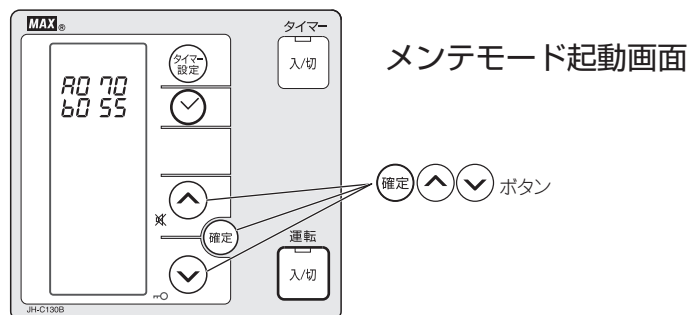 MAX®
タイマー
入/切
メンテモード起動画面
タイマー
設定
A0 70
b0 55
確定
ボタン
確定
運転
入/切
JH-C130B